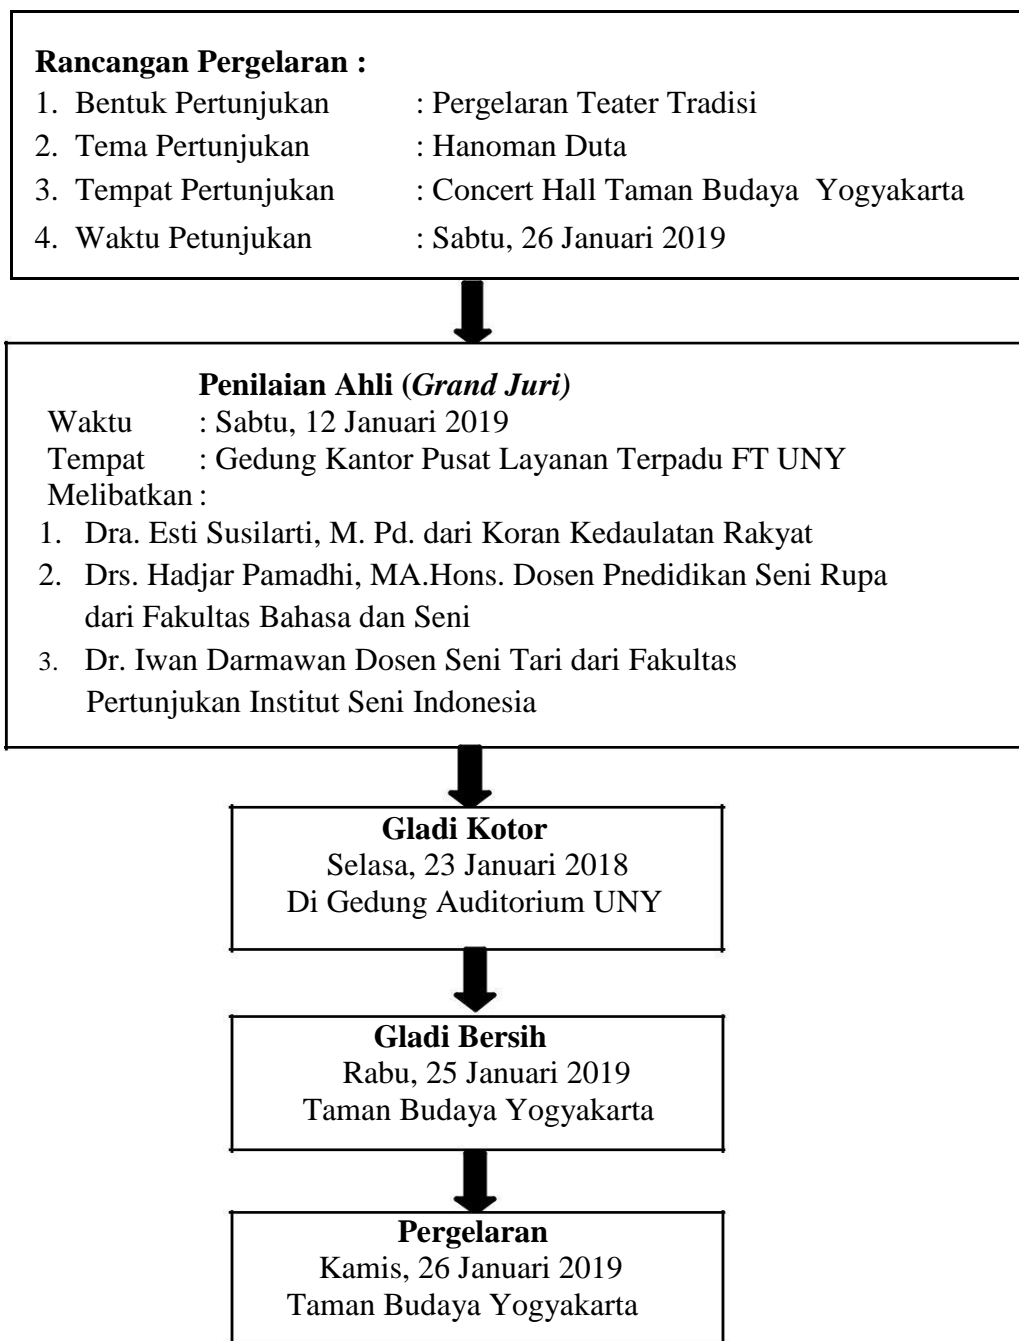 Rancangan Pergelaran :
1. Bentuk Pertunjukan : Pergelaran Teater Tradisi
2. Tema Pertunjukan : Hanoman Duta
3. Tempat Pertunjukan : Concert Hall Taman Budaya Yogyakarta
4. Waktu Petunjukan : Sabtu, 26 Januari 2019
Penilaian Ahli (Grand Juri)
Waktu : Sabtu, 12 Januari 2019
Tempat : Gedung Kantor Pusat Layanan Terpadu FT UNY
Melibatkan :
1. Dra. Esti Susilarti, M. Pd. dari Koran Kedaulatan Rakyat
2. Drs. Hadjar Pamadhi, MA.Hons. Dosen Pnedidikan Seni Rupa
dari Fakultas Bahasa dan Seni
3. Dr. Iwan Darmawan Dosen Seni Tari dari Fakultas
Pertunjukan Institut Seni Indonesia
Gladi Kotor
Selasa, 23 Januari 2018
Di Gedung Auditorium UNY
Gladi Bersih
Rabu, 25 Januari 2019
Taman Budaya Yogyakarta
Pergelaran
Kamis, 26 Januari 2019
Taman Budaya Yogyakarta